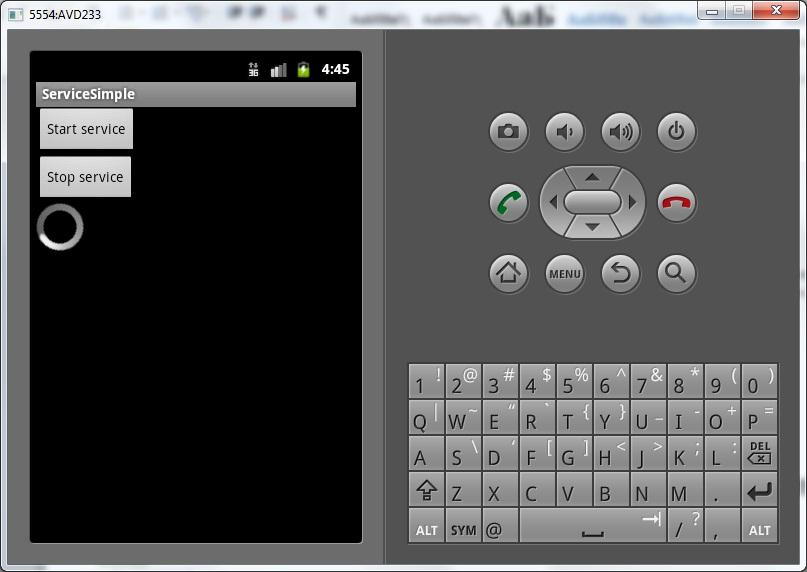 5554:AVD233
3G 4:45
ServiceSimple
Start service
Stop service
MENU
1 ! 2 @ 3 # 4 $ 5 % 6 ^ 7 & 8 * 9 ( 0 )
Q | W ~ E “ R ` T { Y } U _ I - O + P =
A S \ D ‘ F [ G ] H < J > K ; L : DEL
Z X C V B N M .
ALT SYM @ / ? , ALT